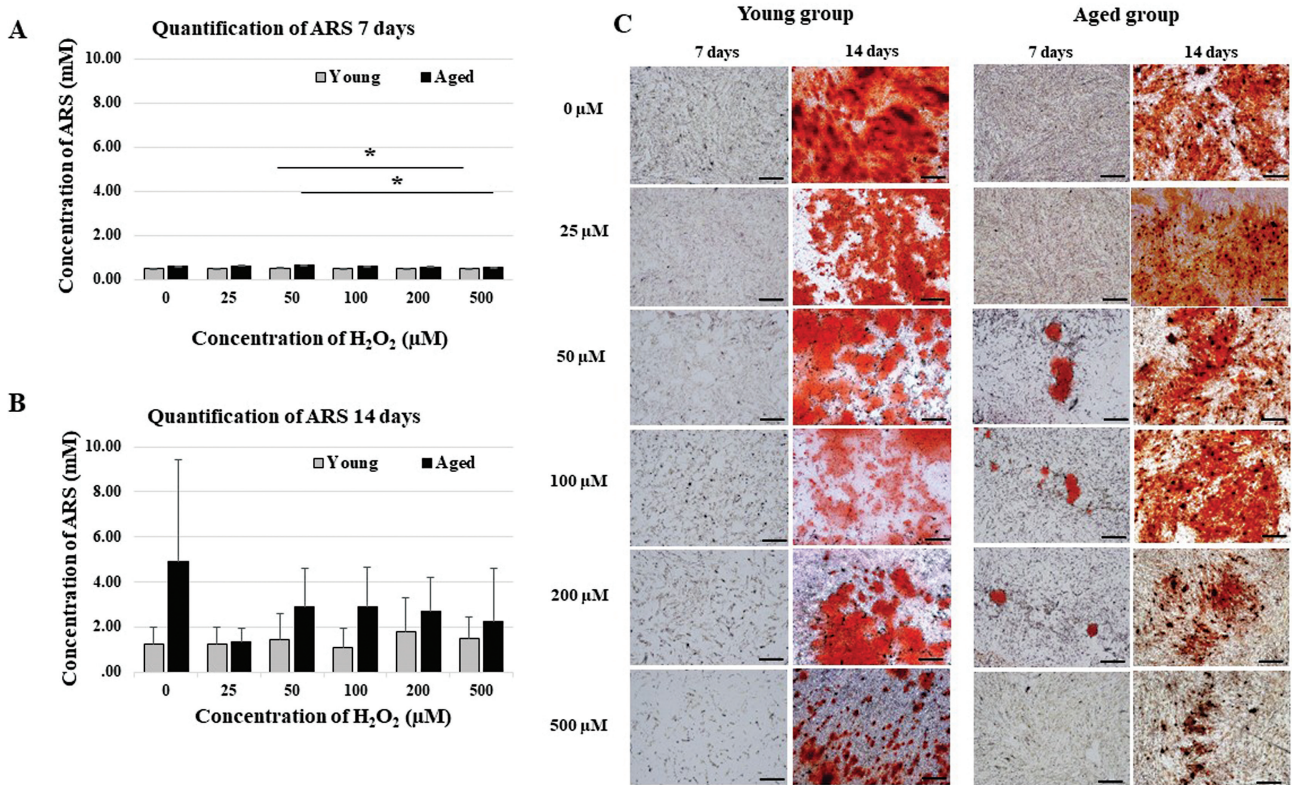 A
Quantification of ARS 7 days
Concentration of ARS (mM)
10.00
8.00
6.00
4.00
2.00
0.00
Young Aged
*
*
0 25 50 100 200 500
Concentration of H₂O₂ (µM)
B
Quantification of ARS 14 days
Concentration of ARS (mM)
10.00
8.00
6.00
4.00
2.00
.00
Young Aged
0 25 50 100 200 500
Concentration of H₂O₂ (µM)
C
Young group Aged group
7 days 14 days 7 days 14 days
0 µM
25 µM
50 µM
100 µM
200 µM
500 µM